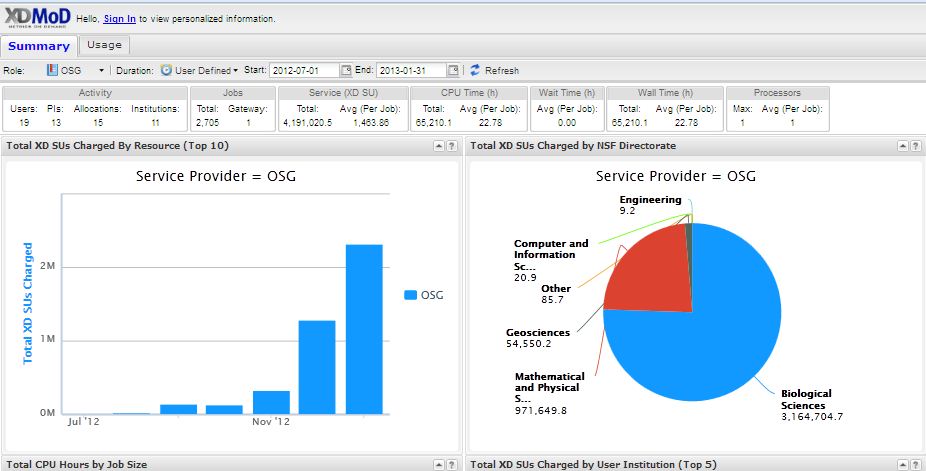 XDMoD
METRICS ON DEMAND
Hello, Sign In to view personalized information.
Summary Usage
Role: OSG Duration: User Defined Start: 2012-07-01 End: 2013-01-31 Refresh
Activity Jobs Service (XD SU) CPU Time (h) Wait Time (h) Wall Time (h) Processors
Users: PIs: Allocations: Institutions: Total: Gateway: Total: Avg (Per Job): Total: Avg (Per Job): Avg (Per Job): Total: Avg (Per Job): Max: Avg (Per Job):
19 13 15 11 2,705 1 4,191,020.5 1,463.86 65,210.1 22.78 0.00 65,210.1 22.78 1 1
Total XD SUs Charged By Resource (Top 10)
Service Provider = OSG
Total XD SUs Charged
2M
1M
0M
Jul '12 Nov '12
OSG
Total XD SUs Charged by NSF Directorate
Service Provider = OSG
Engineering
9.2
Computer and
Information
Sc...
20.9
Other
85.7
Geosciences
54,550.2
Mathematical
and Physical
S...
971,649.8
Biological
Sciences
3,164,704.7
Total CPU Hours by Job Size
Total XD SUs Charged by User Institution (Top 5)